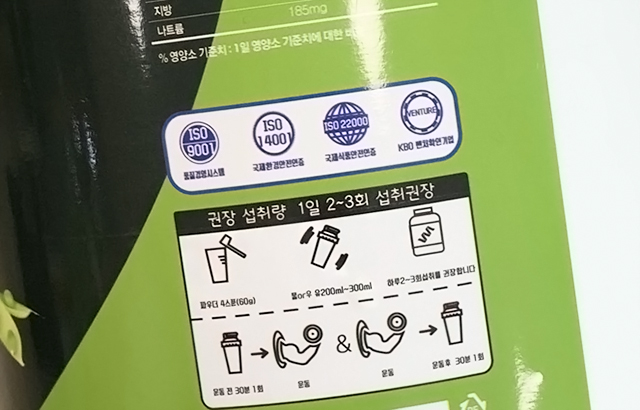 지방
나트륨 185mg
% 영양소 기준치 : 1일 영양소 기준치에 대한
ISO 9001
ISO 14001
ISO 22000
VENTURE
품질경영시스템
국제환경안전인증
국제식품안전인증
KBO 벤처확인기업
권장 섭취량 1일 2~3회 섭취권장
파우더 4스푼(60g)
물or우유200ml~300ml
하루2~3회섭취를 권장합니다
&
운동 전 30분 1회
운동
운동
운동후 30분 1회